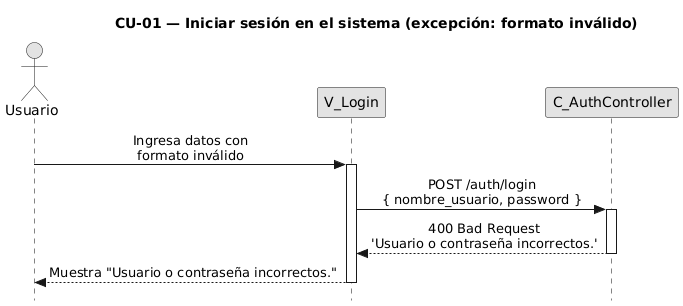 CU-01 — Iniciar sesión en el sistema (excepción: formato inválido)
Usuario
V_Login
C_AuthController
Ingresa datos con
formato inválido
POST /auth/login
{ nombre_usuario, password }
400 Bad Request
'Usuario o contraseña incorrectos.'
Muestra "Usuario o contraseña incorrectos."